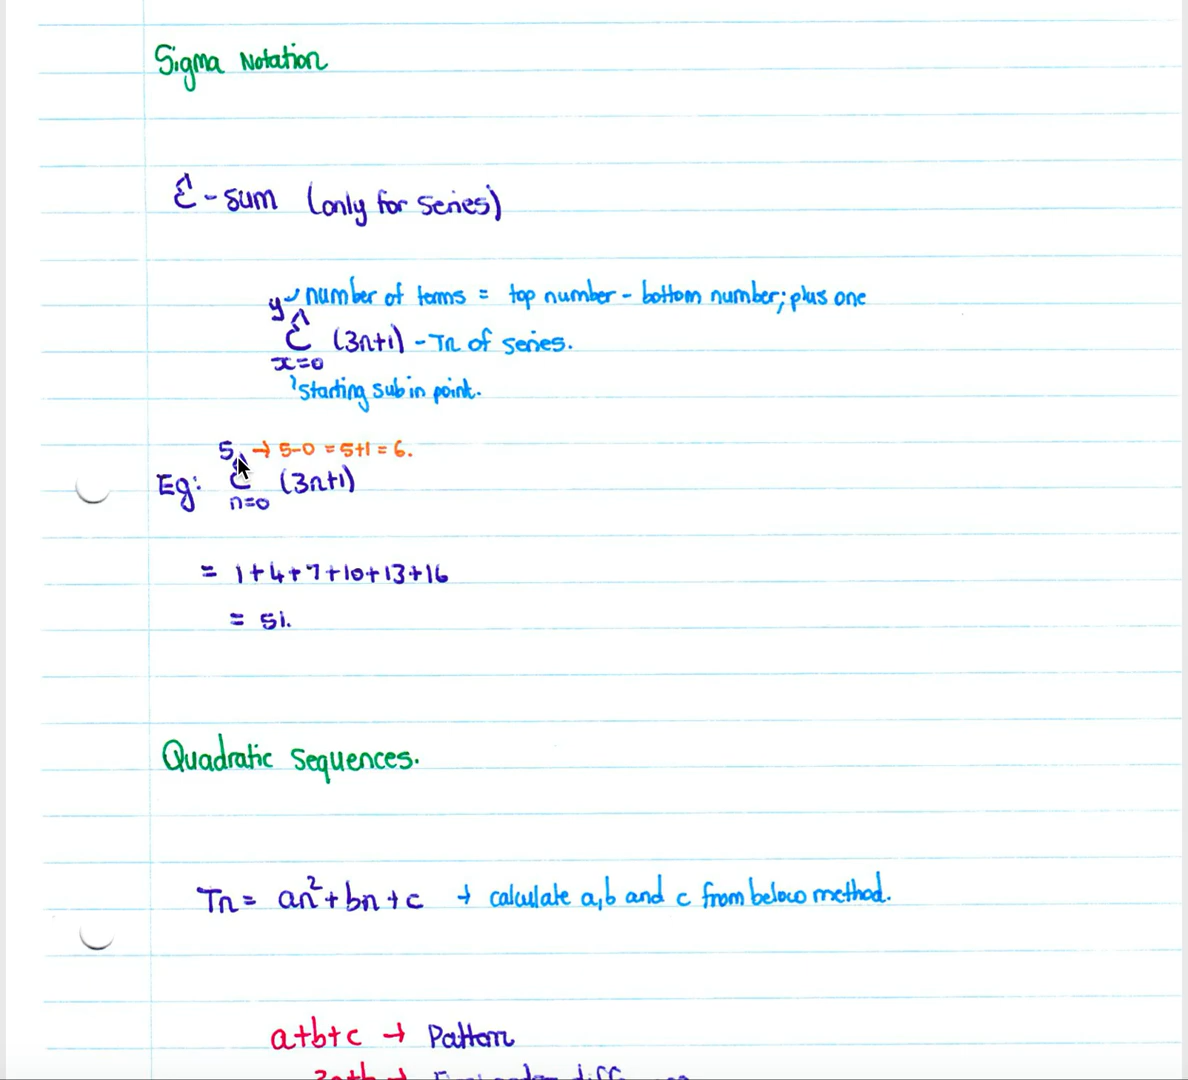 Sigma Notation
Σ - sum (only for series)
y number of terms = top number - bottom number; plus one
Σ (3n+1) - Tn of series.
x=0
starting sub in point.
5 → 5-0 = 5+1 = 6.
Eg: Σ (3n+1)
n=0
= 1+4+7+10+13+16
= 51.
Quadratic Sequences.
Tn = an²+bn+c → calculate a,b and c from below method.
a+b+c → Pattern